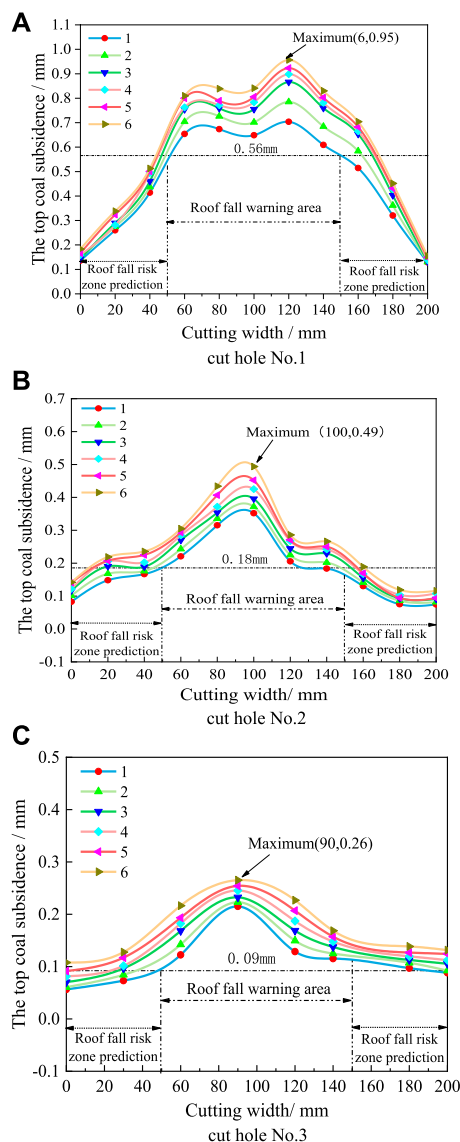 A
1.1
1.0
0.9
0.8
0.7
0.6
0.5
0.4
0.3
0.2
0.1
0.0
The top coal subsidence / mm
1
2
3
4
5
6
Maximum(6,0.95)
0.56mm
Roof fall warning area
Roof fall risk
zone prediction
Roof fall risk
zone prediction
0 20 40 60 80 100 120 140 160 180 200
Cutting width / mm
cut hole No.1
B
0.7
0.6
0.5
0.4
0.3
0.2
0.1
0.0
-0.1
The top coal subsidence / mm
1
2
3
4
5
6
Maximum （100,0.49)
0.18mm
Roof fall warning area
Roof fall risk
zone prediction
Roof fall risk
zone prediction
0 20 40 60 80 100 120 140 160 180 200
Cutting width/ mm
cut hole No.2
C
0.5
0.4
0.3
0.2
0.1
0.0
-0.1
The top coal subsidence / mm
1
2
3
4
5
6
Maximum(90,0.26)
0.09mm
Roof fall warning area
Roof fall risk
zone prediction
Roof fall risk
zone prediction
0 20 40 60 80 100 120 140 160 180 200
Cutting width/ mm
cut hole No.3